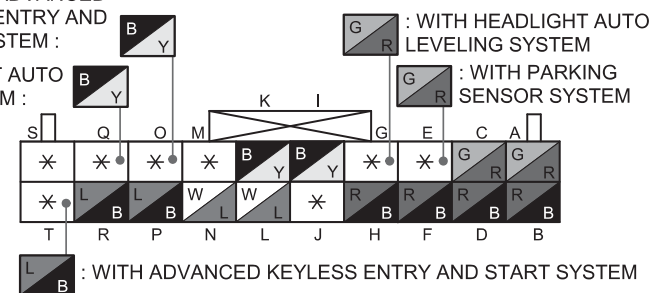 ENTRY AND
STEM :
B
Y
G
R
: WITH HEADLIGHT AUTO
LEVELING SYSTEM
AUTO
M :
B
Y
G
R
: WITH PARKING
SENSOR SYSTEM
K I
S Q O M G E C A
* * * * B Y B Y * * G R G R
* L B L B W L W L * R B R B R B R B
T R P N L J H F D B
L
B
: WITH ADVANCED KEYLESS ENTRY AND START SYSTEM